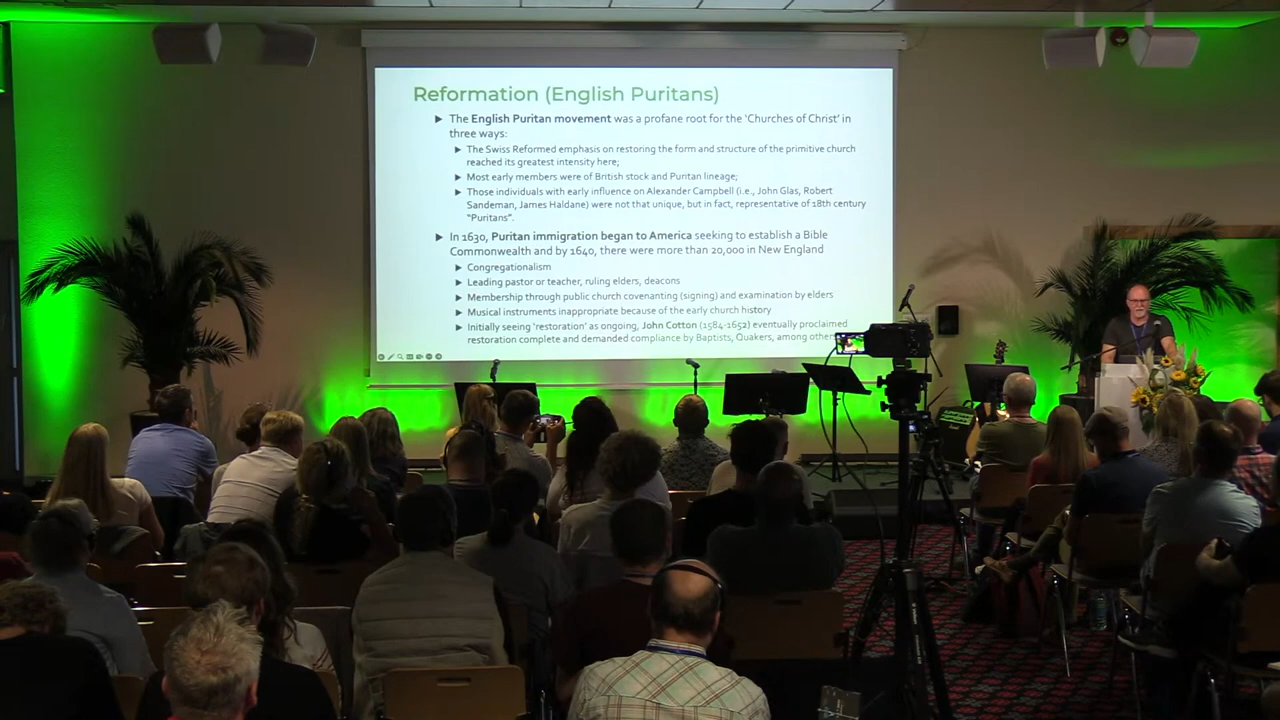 Reformation (English Puritans)
The English Puritan movement was a profane root for the 'Churches of Christ' in
three ways:
The Swiss Reformed emphasis on restoring the form and structure of the primitive church
reached its greatest intensity here;
Most early members were of British stock and Puritan lineage;
Those individuals with early influence on Alexander Campbell (i.e., John Glas, Robert
Sandeman, James Haldane) were not that unique, but in fact, representative of 18th century
"Puritans".
In 1630, Puritan immigration began to America seeking to establish a Bible
Commonwealth and by 1640, there were more than 20,000 in New England
Congregationalism
Leading pastor or teacher, ruling elders, deacons
Membership through public church covenanting (signing) and examination by elders
Musical instruments inappropriate because of the early church history
Initially seeing 'restoration' as ongoing, John Cotton (1584-1652) eventually proclaimed
restoration complete and demanded compliance by Baptists, Quakers, among